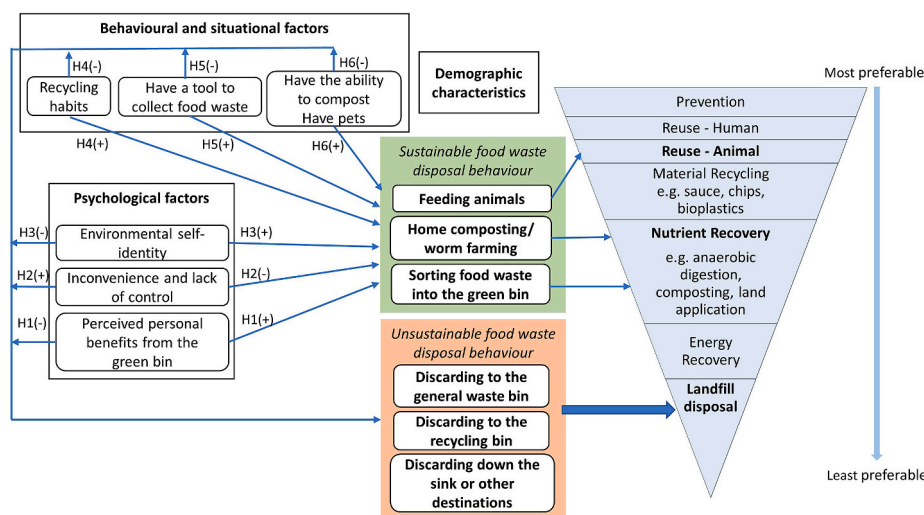 Behavioural and situational factors
H4(-)
H5(-)
H6(-)
Recycling
habits
Have a tool to
collect food waste
Have the ability
to compost
Have pets
H4(+)
H5(+)
H6(+)
Demographic
characteristics
Psychological factors
H3(-)
Environmental self-
identity
H3(+)
H2(+)
Inconvenience and lack
of control
H2(-)
H1(-)
Perceived personal
benefits from the
green bin
H1(+)
Sustainable food waste
disposal behaviour
Feeding animals
Home composting/
worm farming
Sorting food waste
into the green bin
Unsustainable food waste
disposal behaviour
Discarding to the
general waste bin
Discarding to the
recycling bin
Discarding down the
sink or other
destinations
Most preferable
Prevention
Reuse - Human
Reuse - Animal
Material Recycling
e.g. sauce, chips,
bioplastics
Nutrient Recovery
e.g. anaerobic
digestion,
composting, land
application
Energy
Recovery
Landfill
disposal
Least preferable